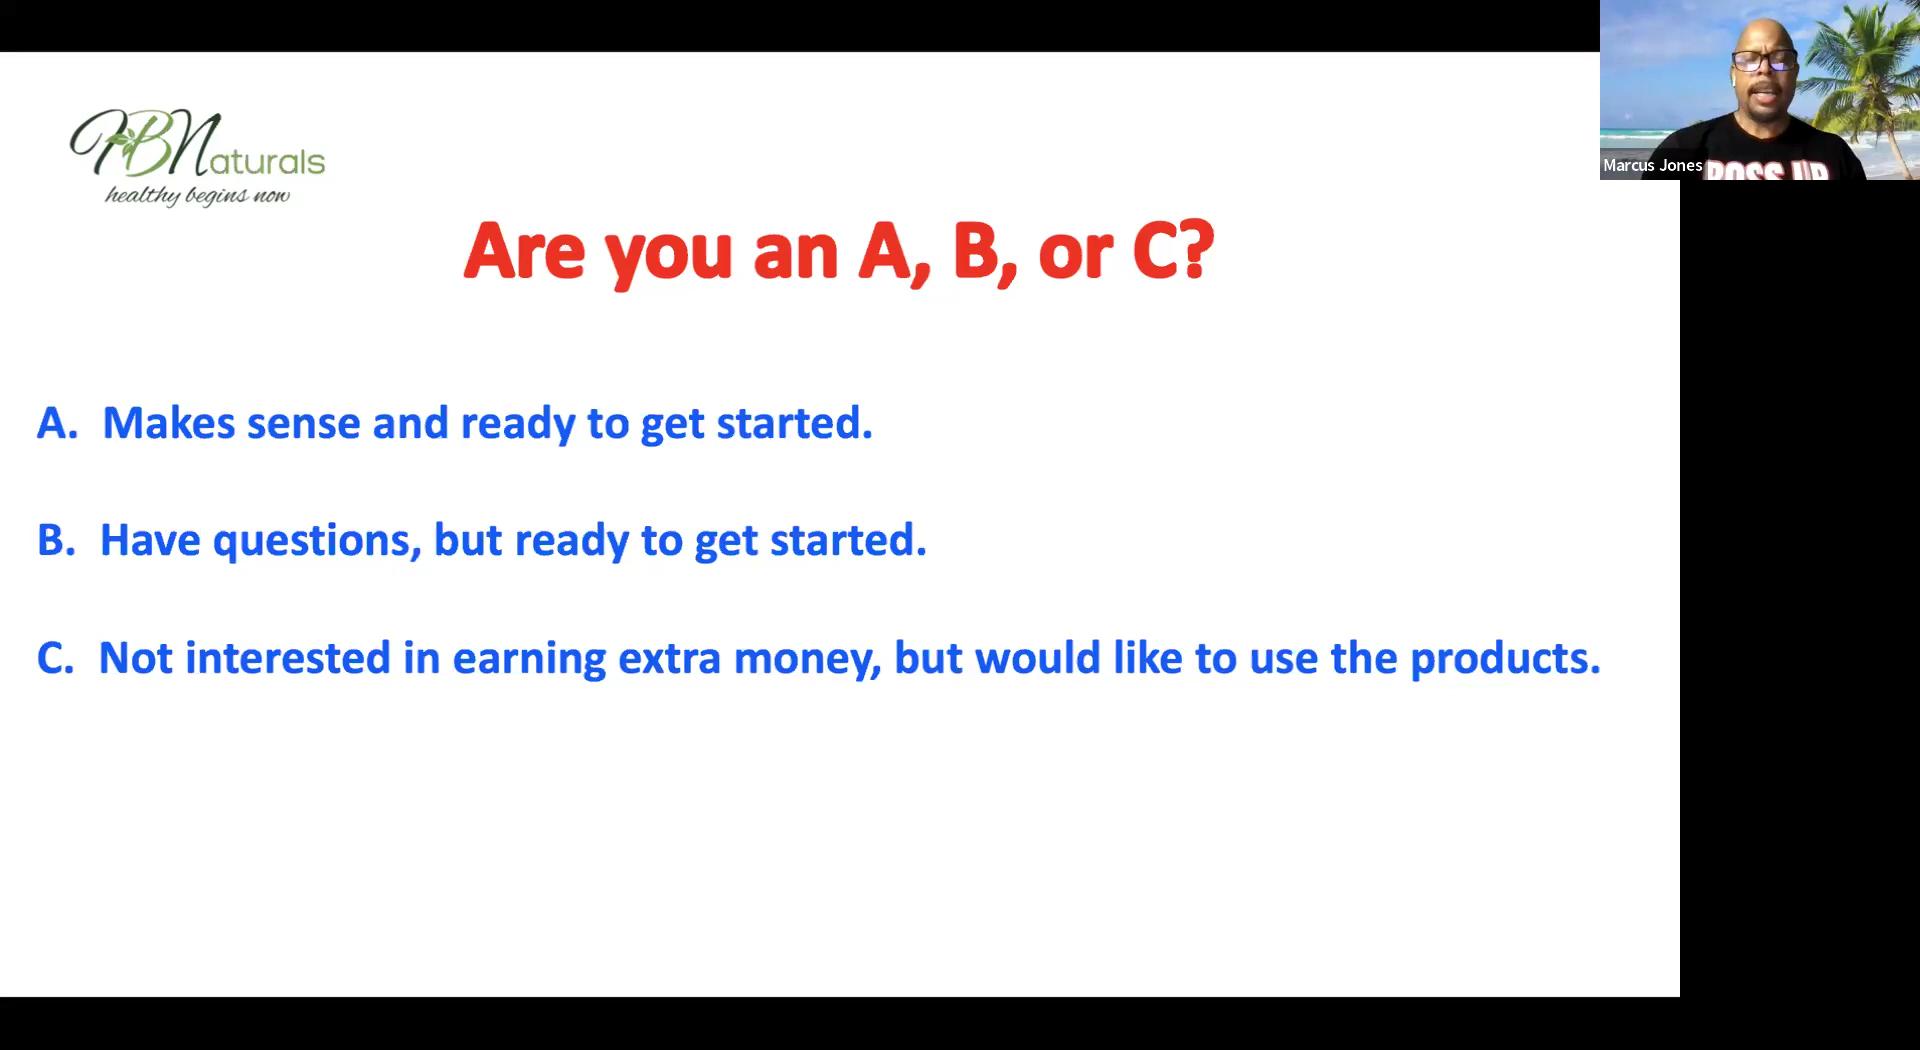 HBNaturals
healthy begins now
Marcus Jones
BOSS UP
Are you an A, B, or C?
A. Makes sense and ready to get started.
B. Have questions, but ready to get started.
C. Not interested in earning extra money, but would like to use the products.